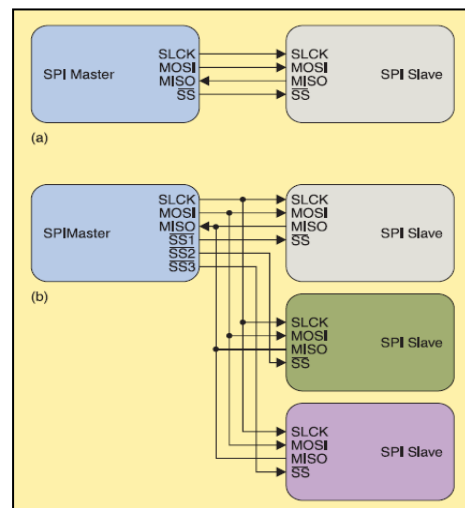 SLCK SLCK
SPI Master MOSI MOSI SPI Slave
MISO MISO
SS SS
(a)
SLCK SLCK
SPIMaster MOSI MOSI SPI Slave
MISO MISO
SS1 SS
SS2
SS3
(b)
SLCK
MOSI
MISO SPI Slave
SS
SLCK
MOSI
MISO SPI Slave
SS